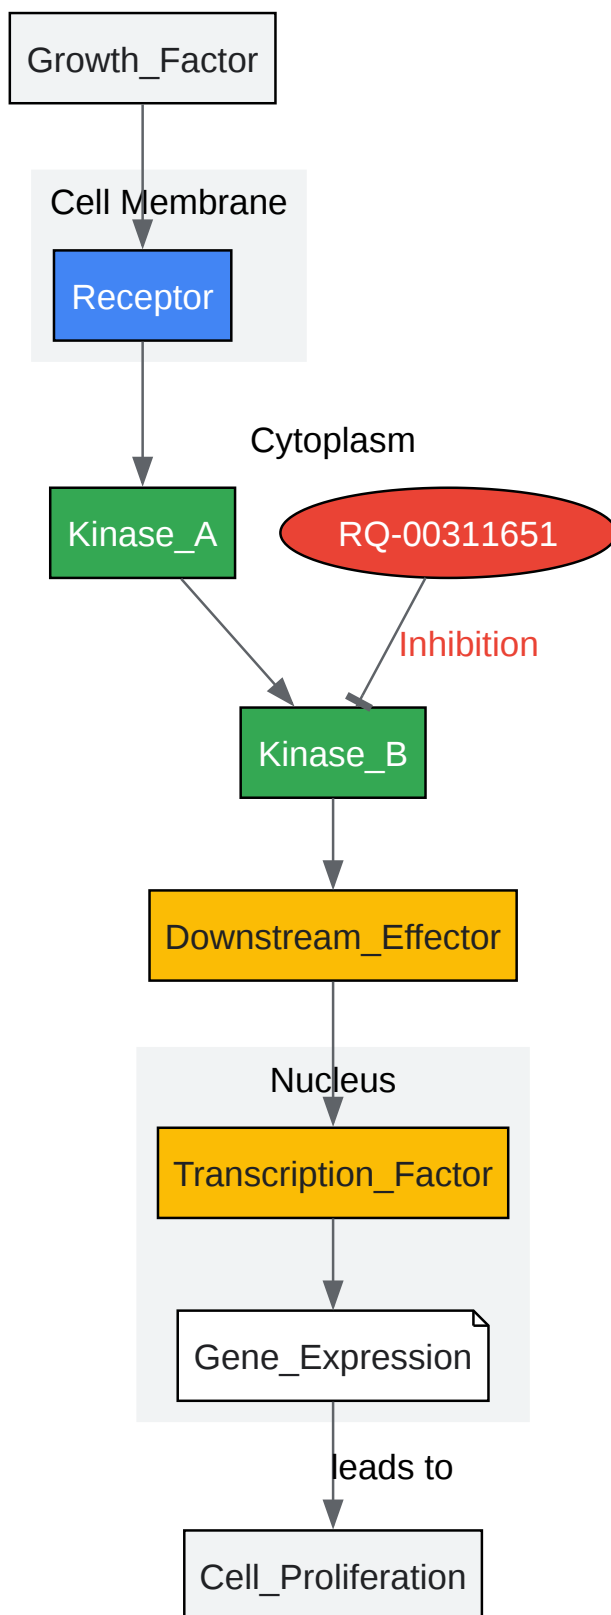 Growth_Factor
Cell Membrane
Receptor
Cytoplasm
Kinase_A
RQ-00311651
Inhibition
Kinase_B
Downstream_Effector
Nucleus
Transcription_Factor
Gene_Expression
leads to
Cell_Proliferation